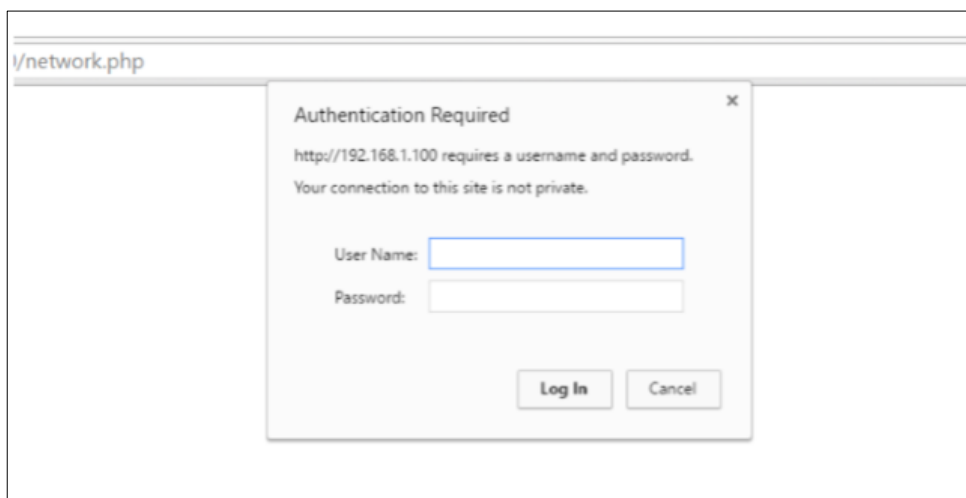 /network.php
Authentication Required
×
http://192.168.1.100 requires a username and password.
Your connection to this site is not private.
User Name:
Password:
Log In
Cancel